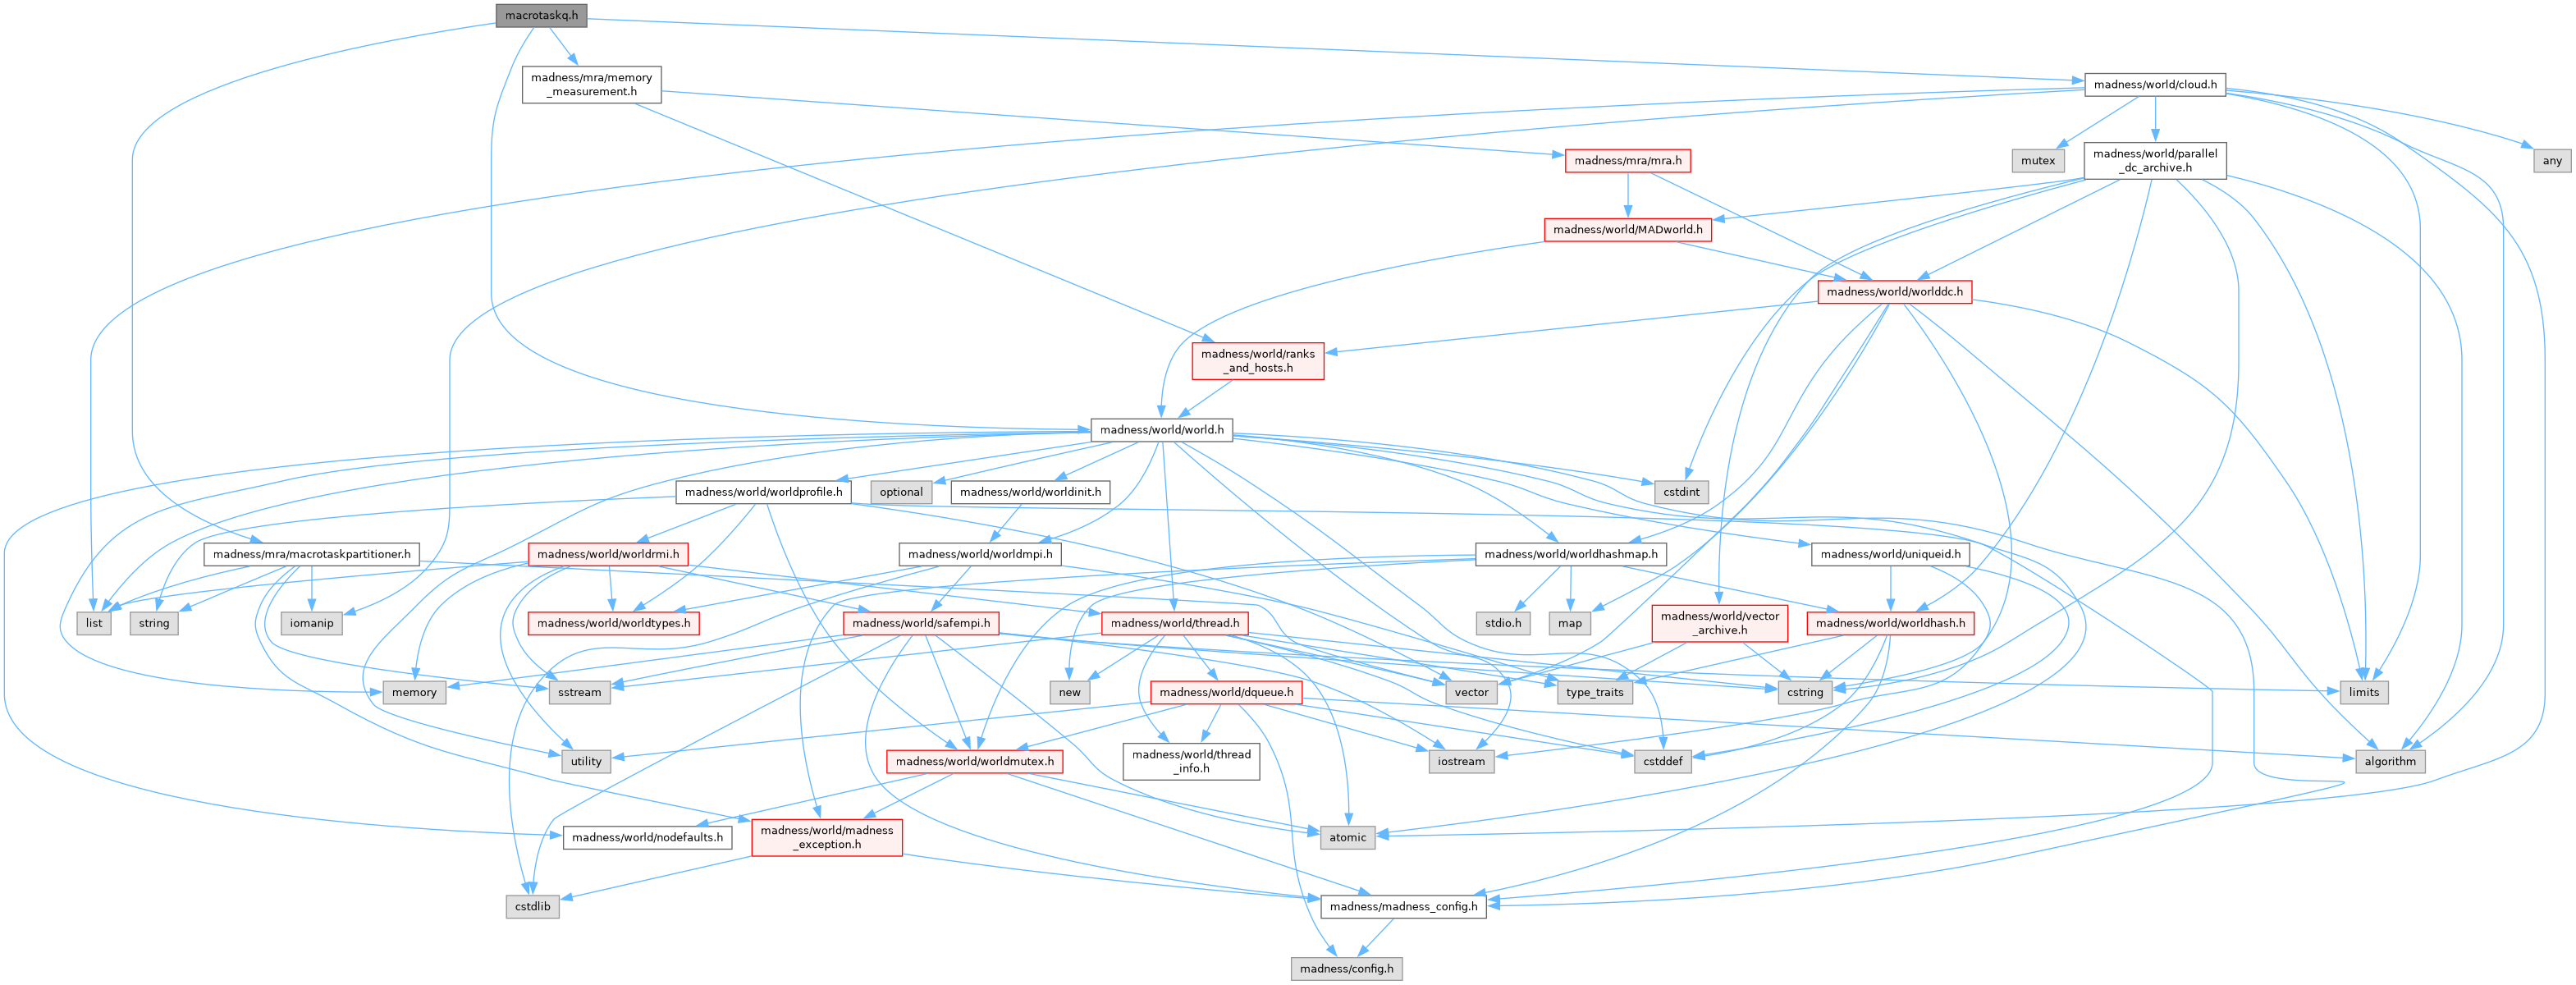 macrotaskq.h
madness/mra/memory
_measurement.h
madness/world/cloud.h
madness/mra/mra.h
mutex
madness/world/parallel
_dc_archive.h
any
madness/world/MADworld.h
madness/world/worlddc.h
madness/world/ranks
_and_hosts.h
madness/world/world.h
madness/world/worldprofile.h
optional
madness/world/worldinit.h
cstdint
madness/mra/macrotaskpartitioner.h
madness/world/worldrmi.h
madness/world/worldmpi.h
madness/world/worldhashmap.h
madness/world/uniqueid.h
list
string
iomanip
madness/world/worldtypes.h
madness/world/safempi.h
madness/world/thread.h
stdio.h
map
madness/world/vector
_archive.h
madness/world/worldhash.h
memory
sstream
new
madness/world/dqueue.h
vector
type_traits
cstring
limits
utility
madness/world/worldmutex.h
madness/world/thread
_info.h
iostream
cstddef
algorithm
madness/world/nodefaults.h
madness/world/madness
_exception.h
atomic
cstdlib
madness/madness_config.h
madness/config.h